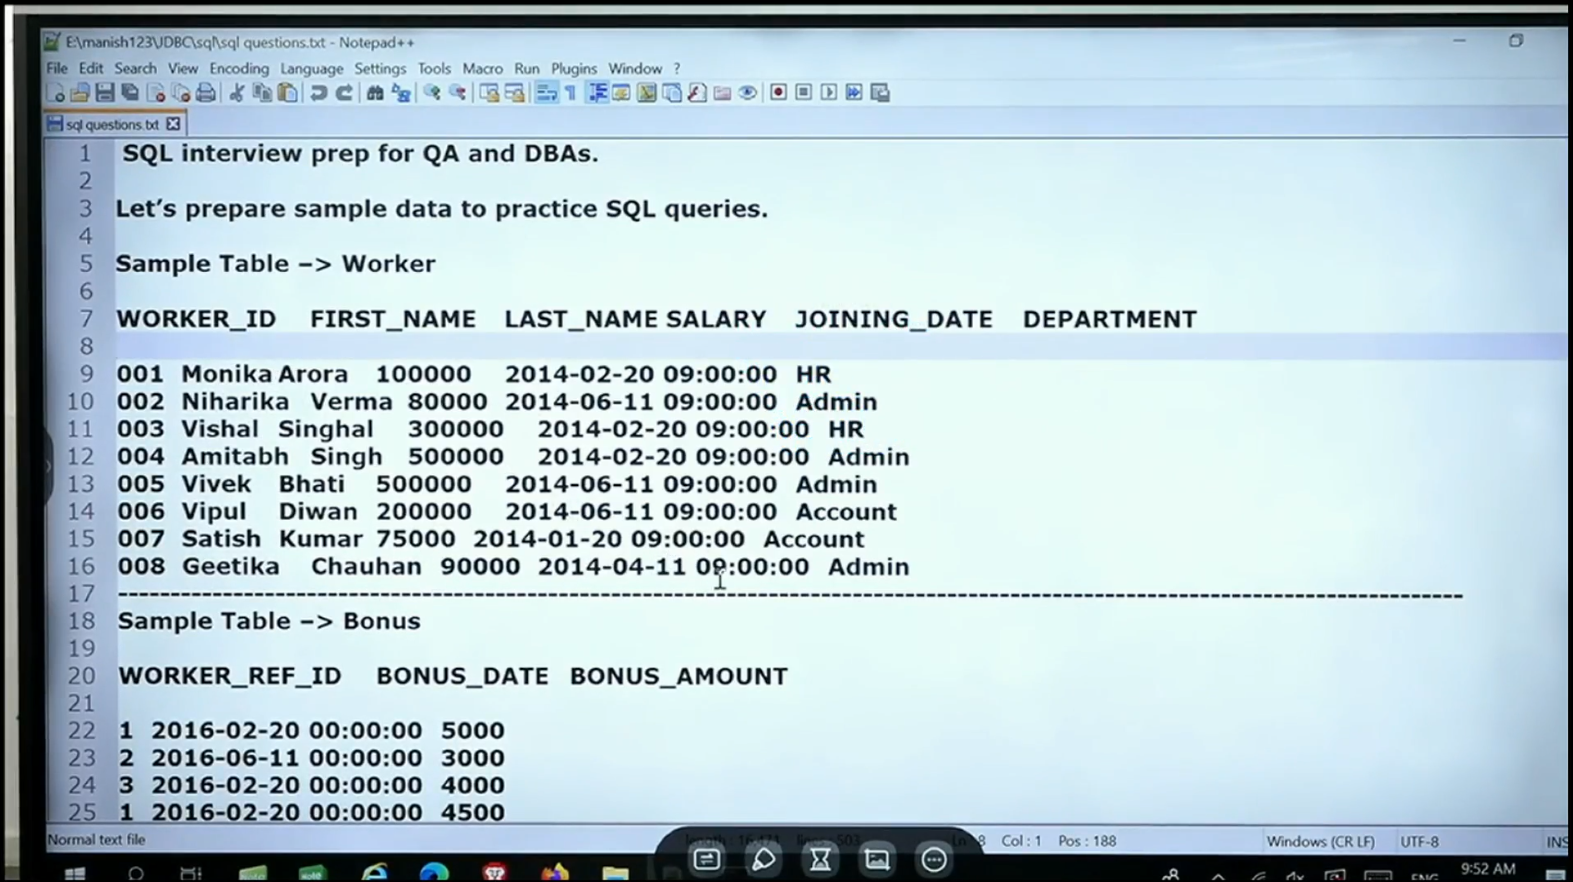 E:\manish123\JDBC\sql\sql questions.txt - Notepad++
File Edit Search View Encoding Language Settings Tools Macro Run Plugins Window ?
sql questions.txt
1 SQL interview prep for QA and DBAs.
2
3 Let’s prepare sample data to practice SQL queries.
4
5 Sample Table –> Worker
6
7 WORKER_ID FIRST_NAME LAST_NAME SALARY JOINING_DATE DEPARTMENT
8
9 001 Monika Arora 100000 2014-02-20 09:00:00 HR
10 002 Niharika Verma 80000 2014-06-11 09:00:00 Admin
11 003 Vishal Singhal 300000 2014-02-20 09:00:00 HR
12 004 Amitabh Singh 500000 2014-02-20 09:00:00 Admin
13 005 Vivek Bhati 500000 2014-06-11 09:00:00 Admin
14 006 Vipul Diwan 200000 2014-06-11 09:00:00 Account
15 007 Satish Kumar 75000 2014-01-20 09:00:00 Account
16 008 Geetika Chauhan 90000 2014-04-11 09:00:00 Admin
17 ------------------------------------------------------------
18 Sample Table –> Bonus
19
20 WORKER_REF_ID BONUS_DATE BONUS_AMOUNT
21
22 1 2016-02-20 00:00:00 5000
23 2 2016-06-11 00:00:00 3000
24 3 2016-02-20 00:00:00 4000
25 1 2016-02-20 00:00:00 4500
Normal text file 8 Col : 1 Pos : 188 Windows (CR LF) UTF-8 INS
ENG 9:52 AM